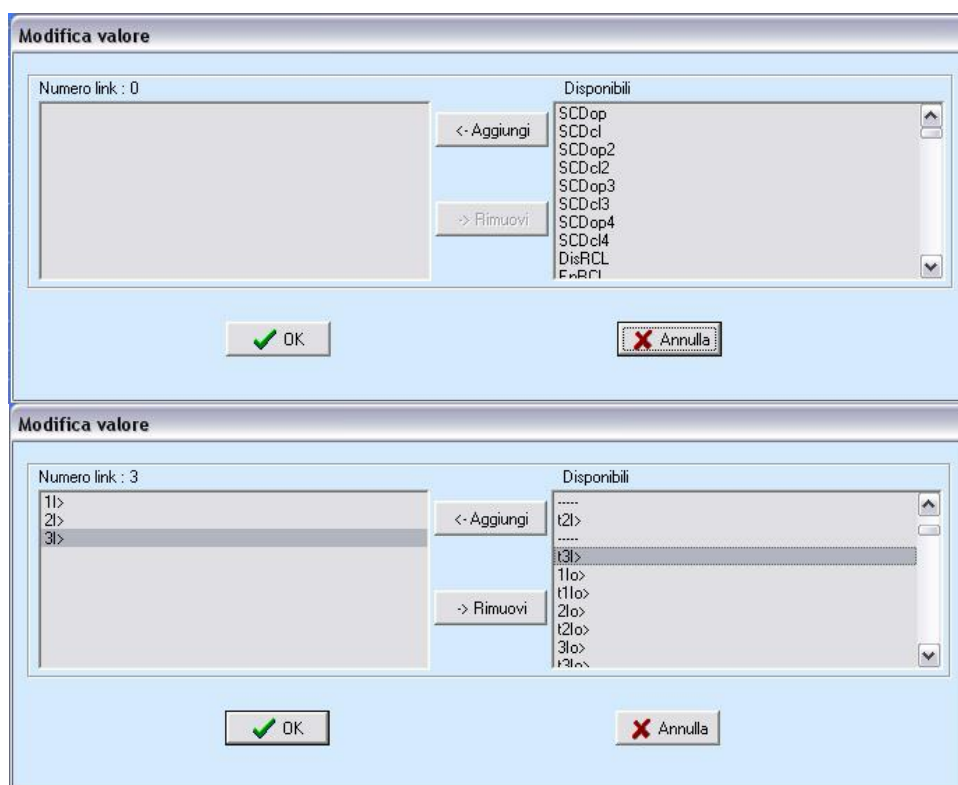 Modifica valore
Numero link : 0
Disponibili
<- Aggiungi
-> Rimuovi
SCDop
SCDcl
SCDop2
SCDcl2
SCDop3
SCDcl3
SCDop4
SCDcl4
DisRCL
EnRCL
OK
Annulla
Modifica valore
Numero link : 3
Disponibili
1I>
2I>
3I>
<- Aggiungi
-> Rimuovi
-----
t2I>
-----
t3I>
1Io>
t1Io>
2Io>
t2Io>
3Io>
t3Io>
OK
Annulla